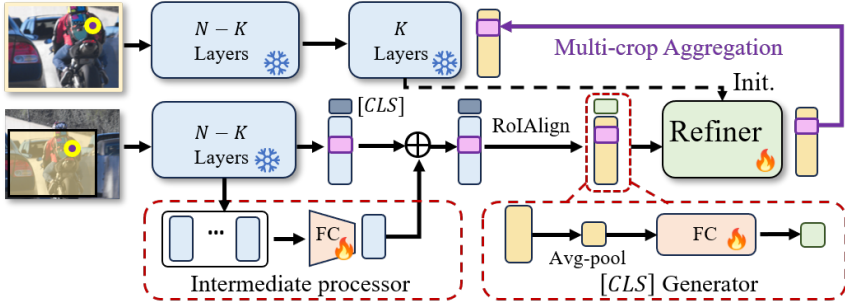 N − K
Layers
K
Layers
Multi-crop Aggregation
Init.
[CLS]
N − K
Layers
RoIAlign
Refiner
...
FC
Intermediate processor
Avg-pool
FC
[CLS] Generator